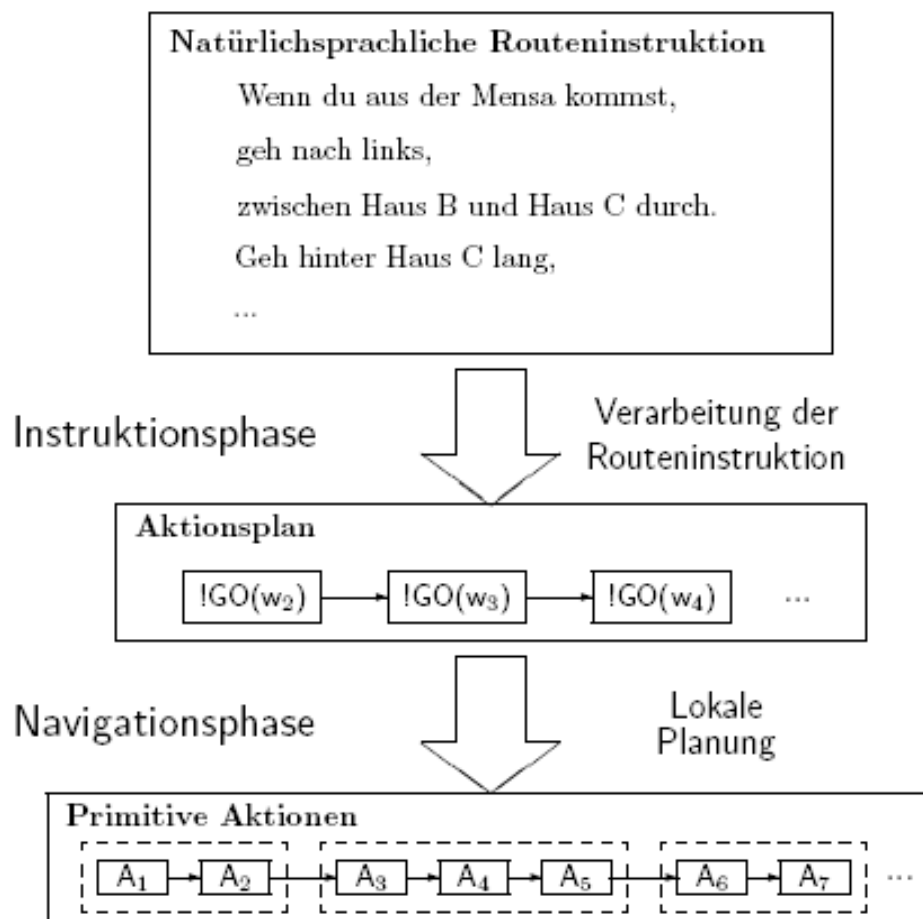 Natürlichsprachliche Routeninstruktion
Wenn du aus der Mensa kommst,
geh nach links,
zwischen Haus B und Haus C durch.
Geh hinter Haus C lang,
...
Instruktionsphase
Verarbeitung der
Routeninstruktion
Aktionsplan
!GO(w₂) !GO(w₃) !GO(w₄) ...
Navigationsphase
Lokale
Planung
Primitive Aktionen
A₁ A₂ A₃ A₄ A₅ A₆ A₇ ...